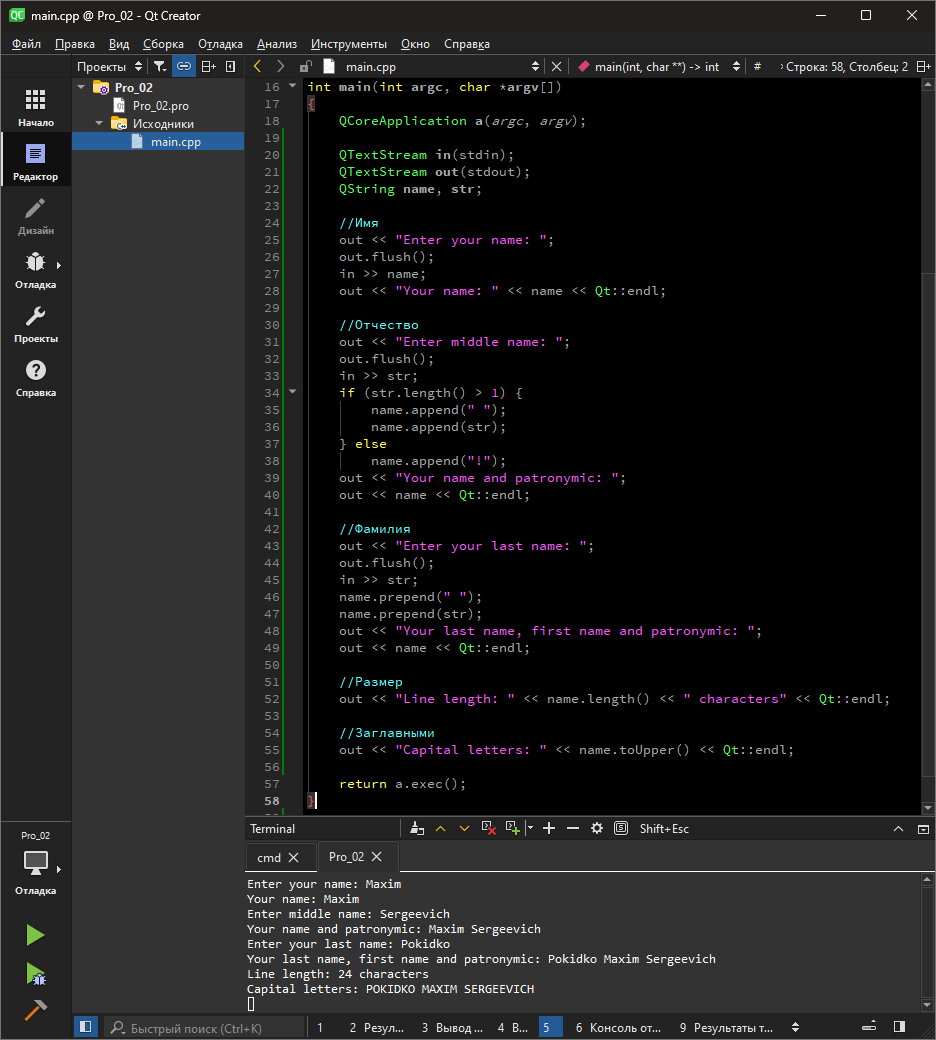 main.cpp @ Pro_02 - Qt Creator
Файл Правка Вид Сборка Отладка Анализ Инструменты Окно Справка
Проекты main.cpp main(int, char **) -> int # Строка: 58, Столбец: 2
Pro_02
Pro_02.pro
Исходники
main.cpp
Начало
Редактор
Дизайн
Отладка
Проекты
Справка
16 int main(int argc, char *argv[])
17 {
18 QCoreApplication a(argc, argv);
19
20 QTextStream in(stdin);
21 QTextStream out(stdout);
22 QString name, str;
23
24 //Имя
25 out << "Enter your name: ";
26 out.flush();
27 in >> name;
28 out << "Your name: " << name << Qt::endl;
29
30 //Отчество
31 out << "Enter middle name: ";
32 out.flush();
33 in >> str;
34 if (str.length() > 1) {
35 name.append(" ");
36 name.append(str);
37 } else
38 name.append("!");
39 out << "Your name and patronymic: ";
40 out << name << Qt::endl;
41
42 //Фамилия
43 out << "Enter your last name: ";
44 out.flush();
45 in >> str;
46 name.prepend(" ");
47 name.prepend(str);
48 out << "Your last name, first name and patronymic: ";
49 out << name << Qt::endl;
50
51 //Размер
52 out << "Line length: " << name.length() << " characters" << Qt::endl;
53
54 //Заглавными
55 out << "Capital letters: " << name.toUpper() << Qt::endl;
56
57 return a.exec();
58 }
Pro_02
Отладка
Terminal Shift+Esc
cmd Pro_02
Enter your name: Maxim
Your name: Maxim
Enter middle name: Sergeevich
Your name and patronymic: Maxim Sergeevich
Enter your last name: Pokidko
Your last name, first name and patronymic: Pokidko Maxim Sergeevich
Line length: 24 characters
Capital letters: POKIDKO MAXIM SERGEEVICH
Быстрый поиск (Ctrl+K) 1 2 Резул... 3 Вывод ... 4 В... 5 6 Консоль от... 9 Результаты т...